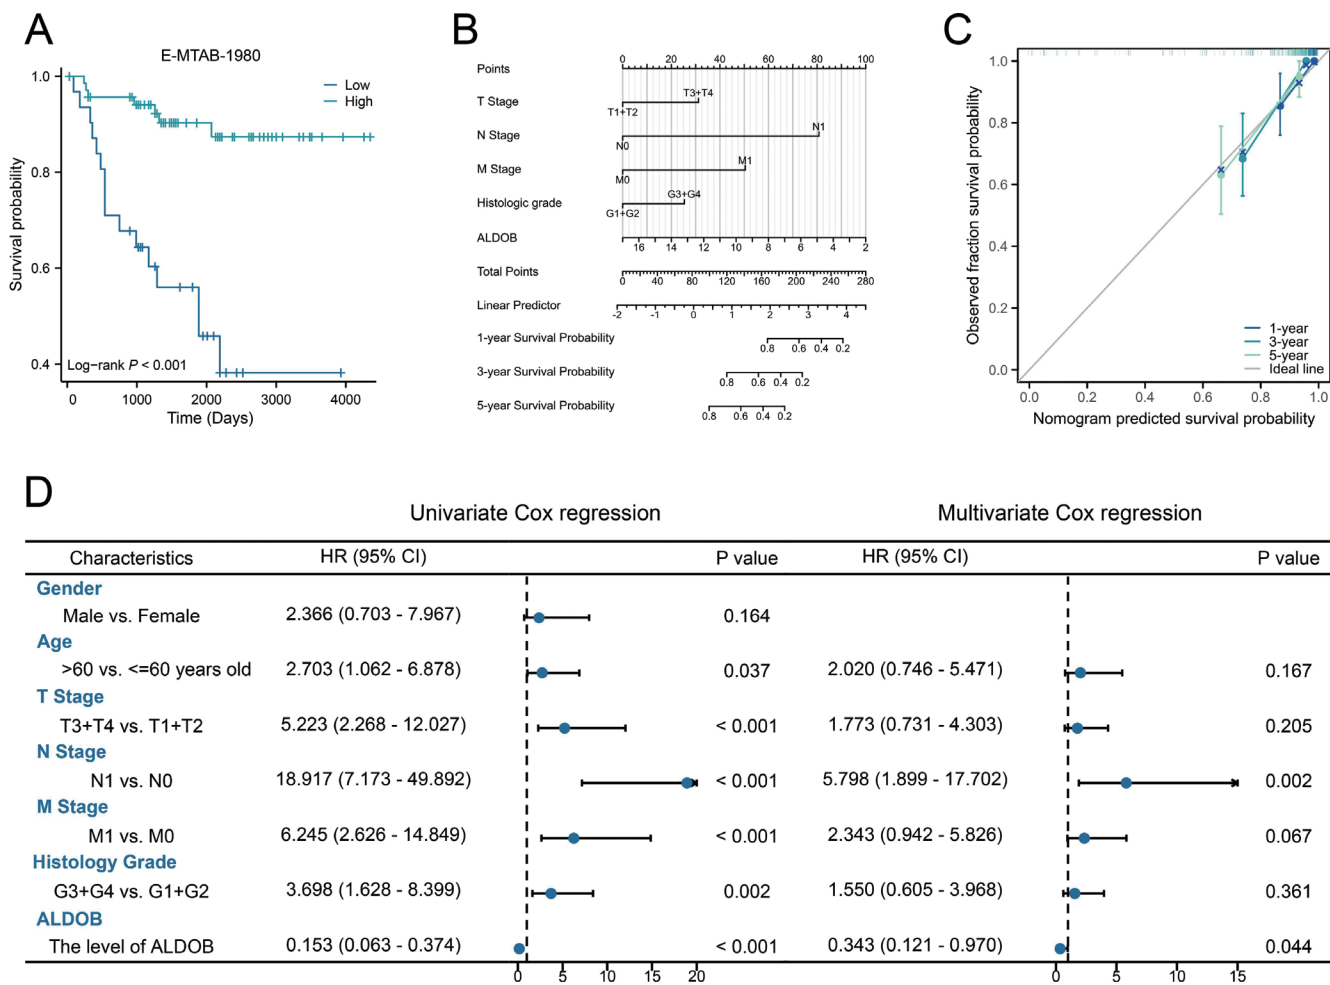 A
E-MTAB-1980
Low
High
Survival probability
1.0
0.8
0.6
0.4
Log−rank P < 0.001
0 1000 2000 3000 4000
Time (Days)
B
Points
0 20 40 60 80 100
T Stage
T3+T4
T1+T2
N Stage
N1
N0
M Stage
M1
M0
Histologic grade
G3+G4
G1+G2
ALDOB
16 14 12 10 8 6 4 2
Total Points
0 40 80 120 160 200 240 280
Linear Predictor
-2 -1 0 1 2 3 4
1-year Survival Probability
0.8 0.6 0.4 0.2
3-year Survival Probability
0.8 0.6 0.4 0.2
5-year Survival Probability
0.8 0.6 0.4 0.2
C
Observed fraction survival probability
1.0
0.8
0.6
0.4
0.2
0.0
1-year
3-year
5-year
Ideal line
0.0 0.2 0.4 0.6 0.8 1.0
Nomogram predicted survival probability
D
Univariate Cox regression Multivariate Cox regression
Characteristics HR (95% CI) P value HR (95% CI) P value
Gender
Male vs. Female 2.366 (0.703 - 7.967) 0.164
Age
>60 vs. <=60 years old 2.703 (1.062 - 6.878) 0.037 2.020 (0.746 - 5.471) 0.167
T Stage
T3+T4 vs. T1+T2 5.223 (2.268 - 12.027) < 0.001 1.773 (0.731 - 4.303) 0.205
N Stage
N1 vs. N0 18.917 (7.173 - 49.892) < 0.001 5.798 (1.899 - 17.702) 0.002
M Stage
M1 vs. M0 6.245 (2.626 - 14.849) < 0.001 2.343 (0.942 - 5.826) 0.067
Histology Grade
G3+G4 vs. G1+G2 3.698 (1.628 - 8.399) 0.002 1.550 (0.605 - 3.968) 0.361
ALDOB
The level of ALDOB 0.153 (0.063 - 0.374) < 0.001 0.343 (0.121 - 0.970) 0.044
0 5 10 15 20 0 5 10 15